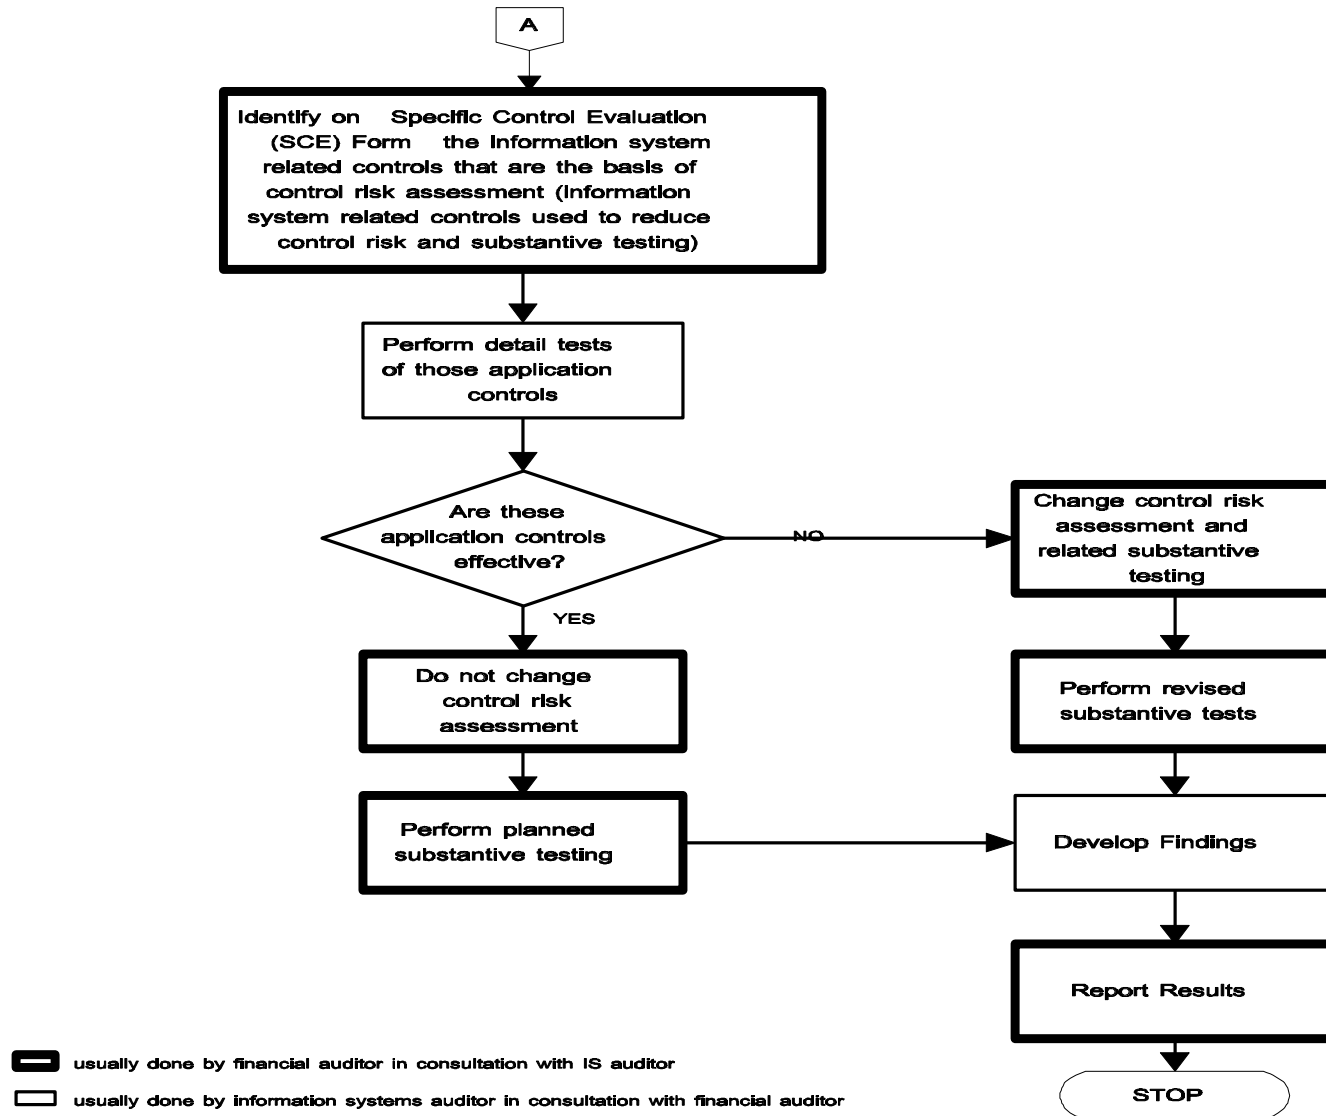 A
Identify on Specific Control Evaluation
(SCE) Form the information system
related controls that are the basis of
control risk assessment (information
system related controls used to reduce
control risk and substantive testing)
Perform detail tests
of those application
controls
Are these
application controls
effective?
NO
YES
Change control risk
assessment and
related substantive
testing
Do not change
control risk
assessment
Perform revised
substantive tests
Perform planned
substantive testing
Develop Findings
Report Results
STOP
usually done by financial auditor in consultation with IS auditor
usually done by information systems auditor in consultation with financial auditor